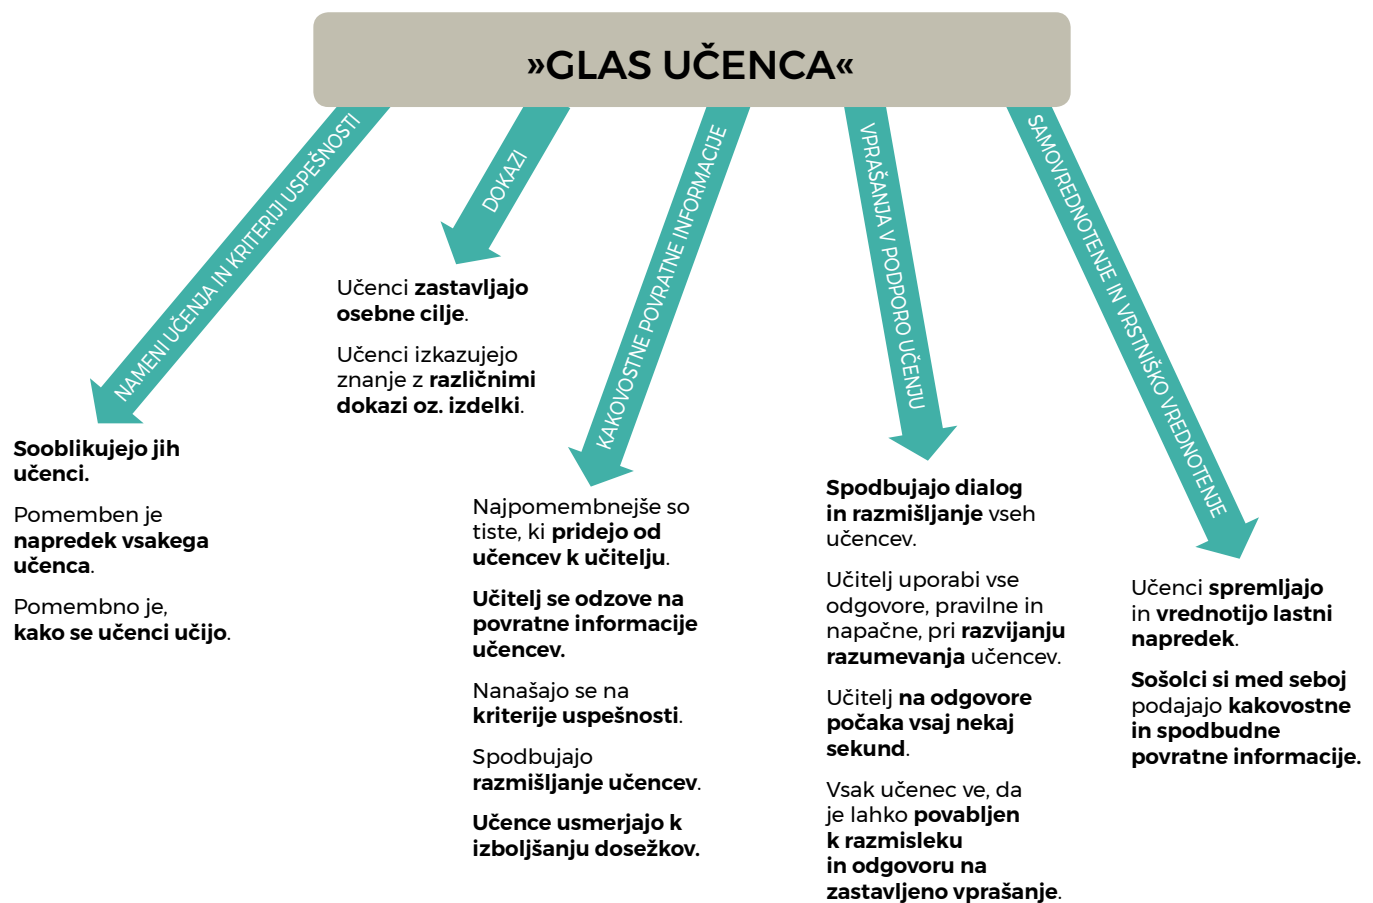 »GLAS UČENCA«
NAMENI UČENJA IN KRITERIJI USPEŠNOSTI
Sooblikujejo jih
učenci.
Pomemben je
napredek vsakega
učenca.
Pomembno je,
kako se učenci učijo.
DOKAZI
Učenci zastavljajo
osebne cilje.
Učenci izkazujejo
znanje z različnimi
dokazi oz. izdelki.
KAKOVOSTNE POVRATNE INFORMACIJE
Najpomembnejše so
tiste, ki pridejo od
učencev k učitelju.
Učitelj se odzove na
povratne informacije
učencev.
Nanašajo se na
kriterije uspešnosti.
Spodbujajo
razmišljanje učencev.
Učence usmerjajo k
izboljšanju dosežkov.
VPRAŠANJA V PODPORO UČENJU
Spodbujajo dialog
in razmišljanje vseh
učencev.
Učitelj uporabi vse
odgovore, pravilne in
napačne, pri razvijanju
razumevanja učencev.
Učitelj na odgovore
počaka vsaj nekaj
sekund.
Vsak učenec ve, da
je lahko povabljen
k razmisleku
in odgovoru na
zastavljeno vprašanje.
SAMOVREDNOTENJE IN VRSTNIŠKO VREDNOTENJE
Učenci spremljajo
in vrednotijo lastni
napredek.
Sošolci si med seboj
podajajo kakovostne
in spodbudne
povratne informacije.